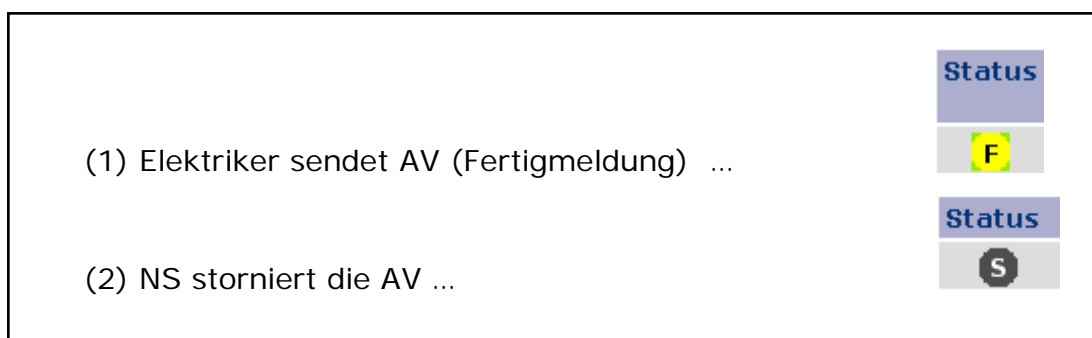 Status
(1) Elektriker sendet AV (Fertigmeldung) ...
F
Status
(2) NS storniert die AV ...
S